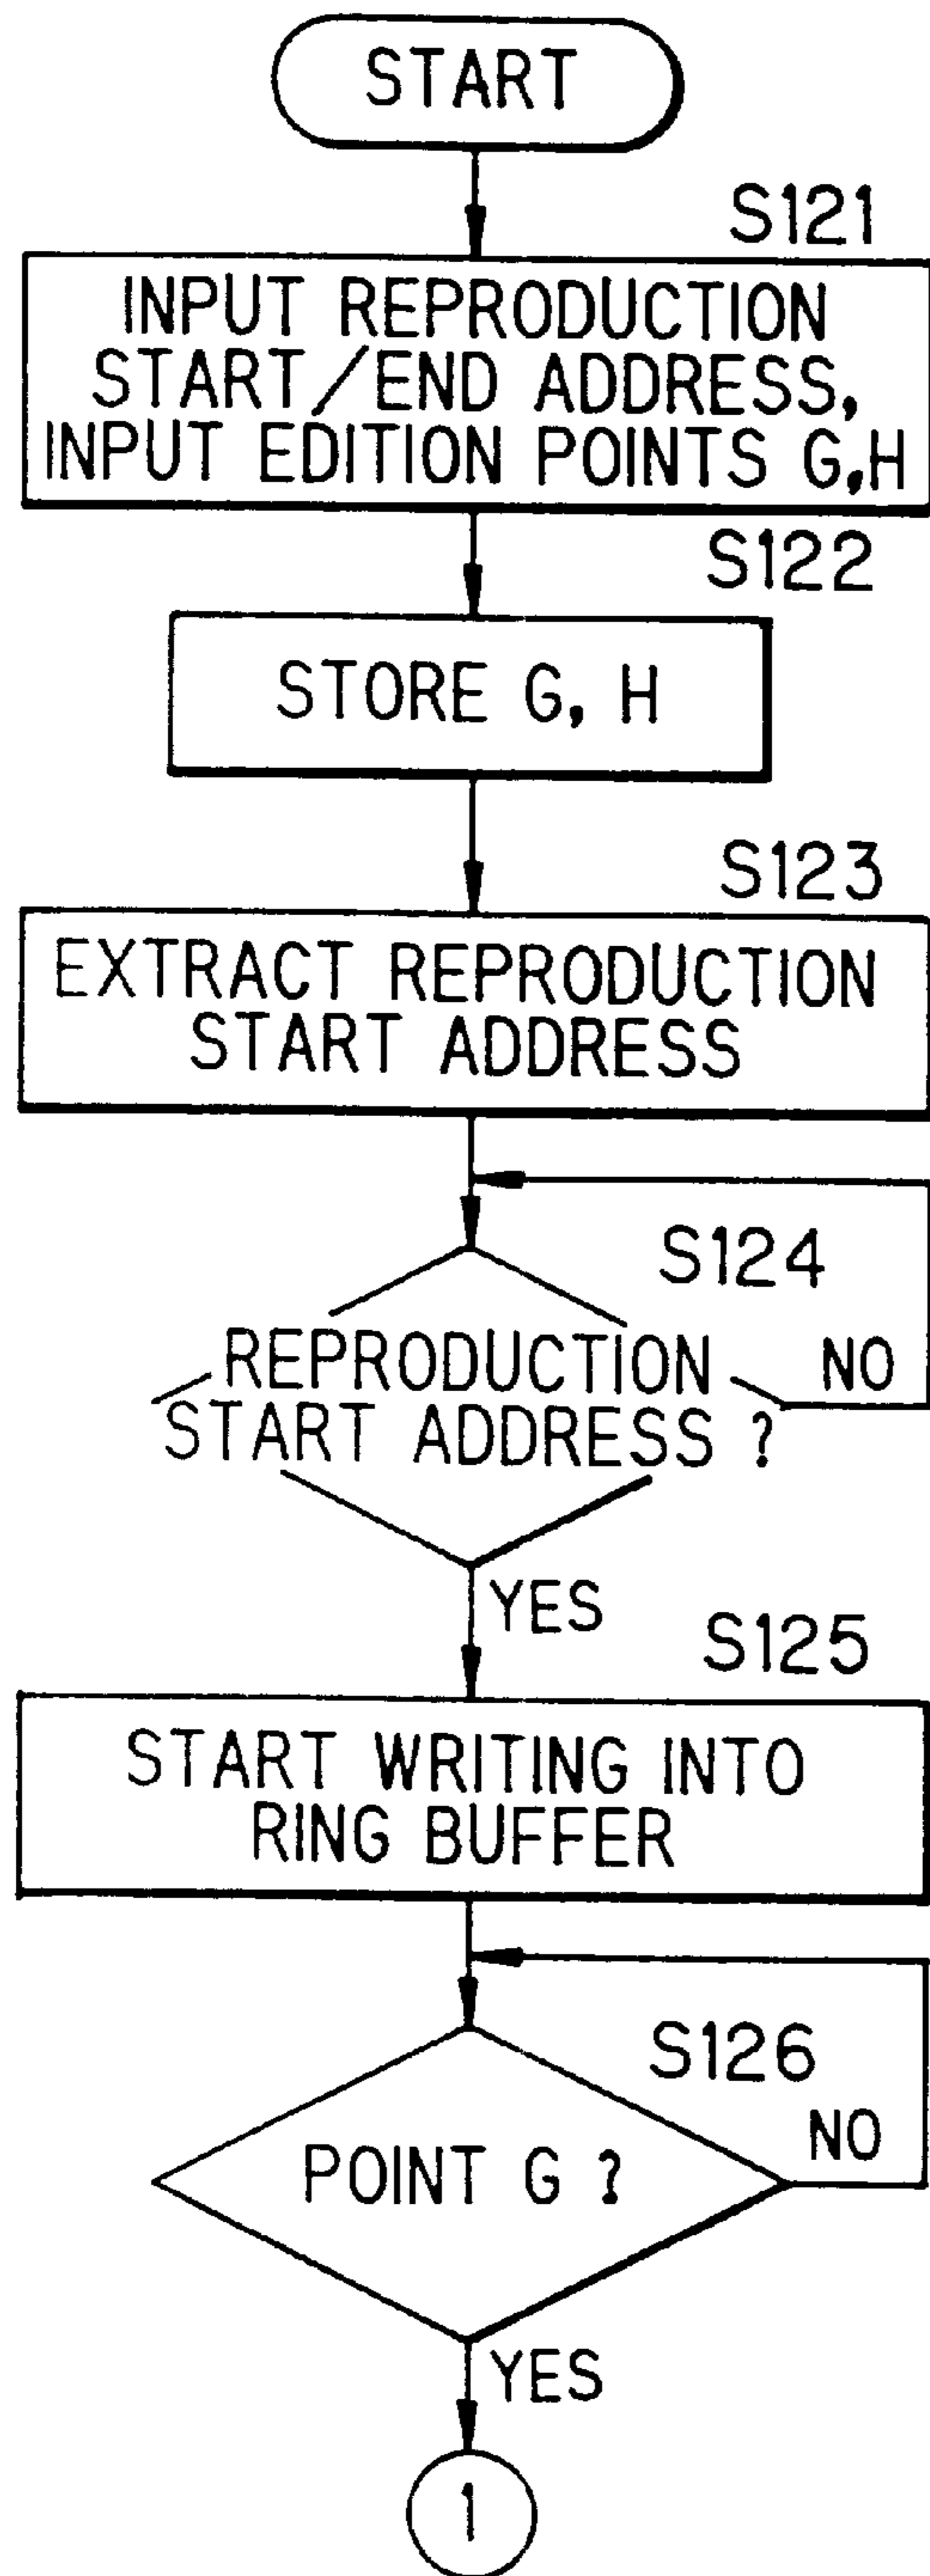 START
S121
INPUT REPRODUCTION
START/END ADDRESS,
INPUT EDITION POINTS G,H
S122
STORE G, H
S123
EXTRACT REPRODUCTION
START ADDRESS
S124
REPRODUCTION
NO
START ADDRESS ?
YES
S125
START WRITING INTO
RING BUFFER
S126
NO
POINT G ?
YES
1